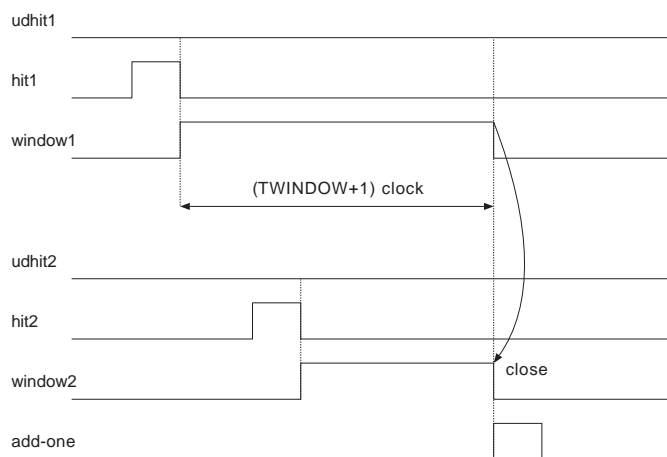 udhit1
hit1
window1
(TWINDOW+1) clock
udhit2
hit2
window2
close
add-one